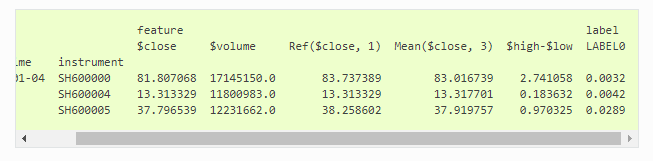 feature label
$close $volume Ref($close, 1) Mean($close, 3) $high-$low LABEL0
ime instrument
01-04 SH600000 81.807068 17145150.0 83.737389 83.016739 2.741058 0.0032
SH600004 13.313329 11800983.0 13.313329 13.317701 0.183632 0.0042
SH600005 37.796539 12231662.0 38.258602 37.919757 0.970325 0.0289